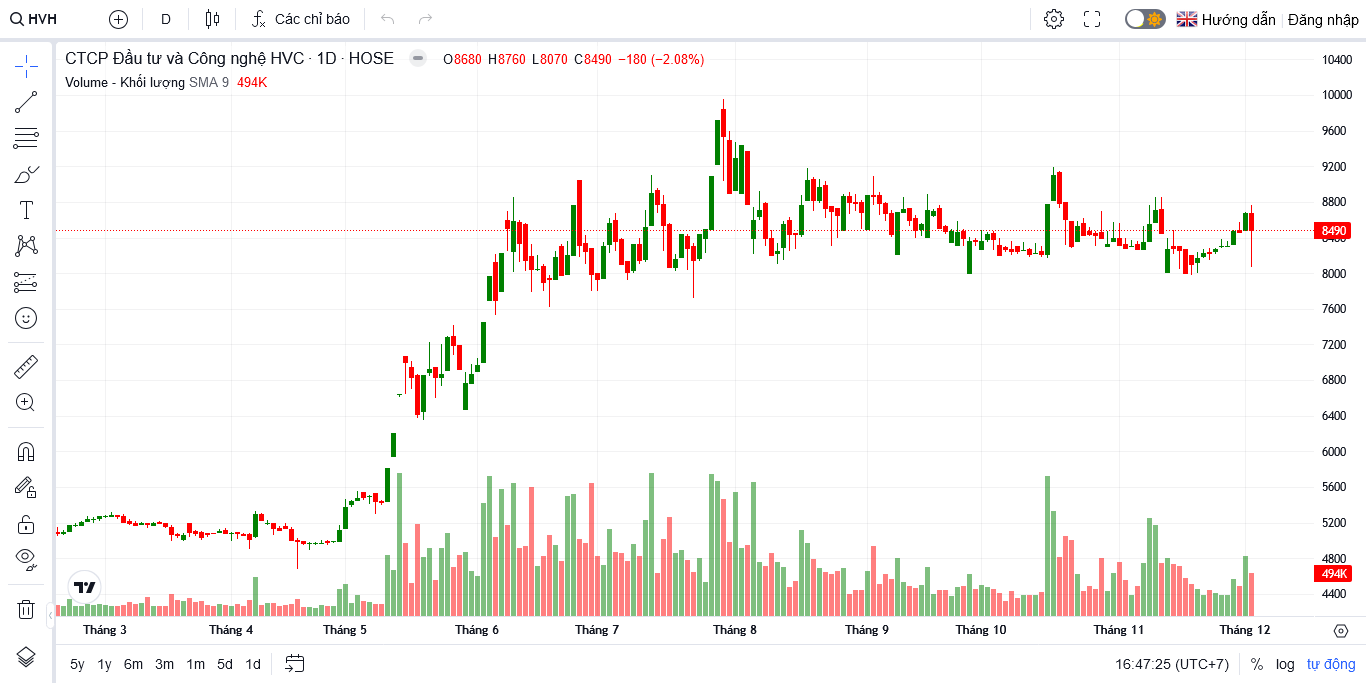 HVH
D
Các chỉ báo
Hướng dẫn
Đăng nhập
CTCP Đầu tư và Công nghệ HVC · 1D · HOSE
O8680 H8760 L8070 C8490 −180 (−2.08%)
Volume - Khối lượng SMA 9 494K
10400
10000
9600
9200
8800
8490
8400
8000
7600
7200
6800
6400
6000
5600
5200
4800
494K
4400
Tháng 3 Tháng 4 Tháng 5 Tháng 6 Tháng 7 Tháng 8 Tháng 9 Tháng 10 Tháng 11 Tháng 12
5y 1y 6m 3m 1m 5d 1d
16:47:25 (UTC+7) % log tự động